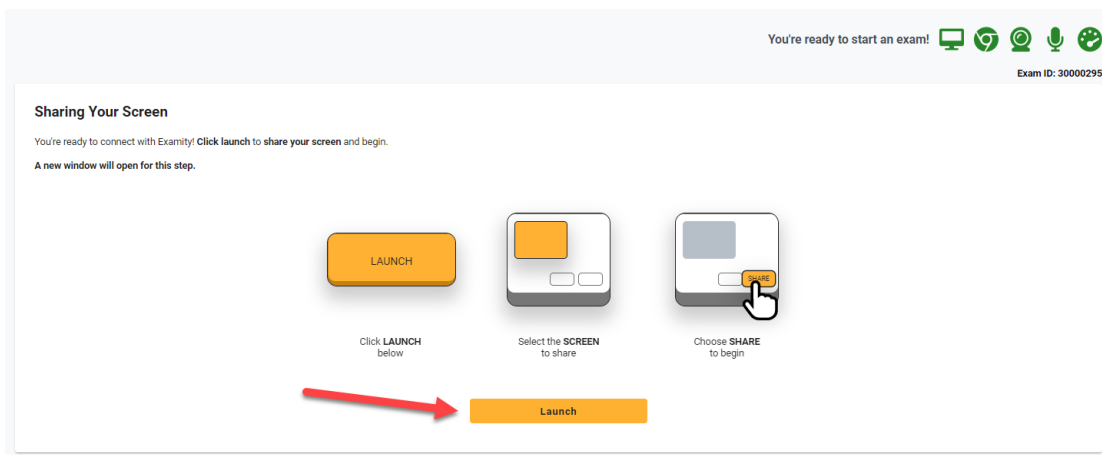 You're ready to start an exam!
Exam ID: 30000295
Sharing Your Screen
You're ready to connect with Examity! Click launch to share your screen and begin.
A new window will open for this step.
LAUNCH
SHARE
Click LAUNCH
below
Select the SCREEN
to share
Choose SHARE
to begin
Launch